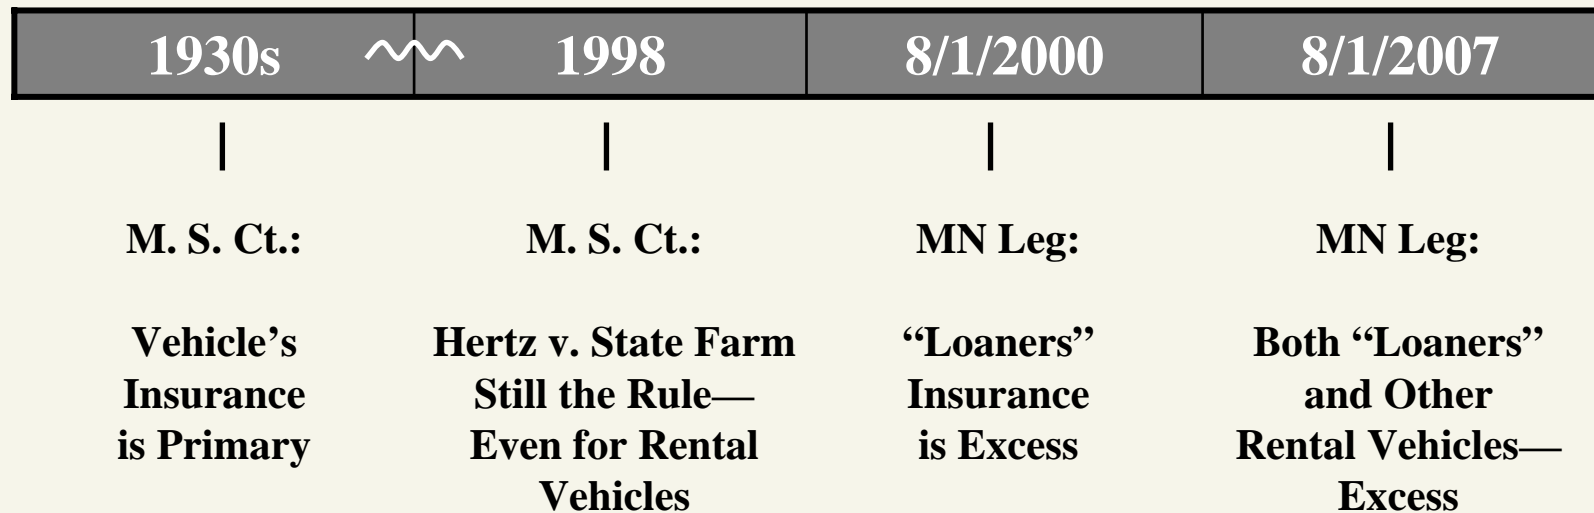 1930s 1998 8/1/2000 8/1/2007
M. S. Ct.: M. S. Ct.: MN Leg: MN Leg:
Vehicle’s Hertz v. State Farm “Loaners” Both “Loaners”
Insurance Still the Rule— Insurance and Other
is Primary Even for Rental is Excess Rental Vehicles—
Vehicles Excess